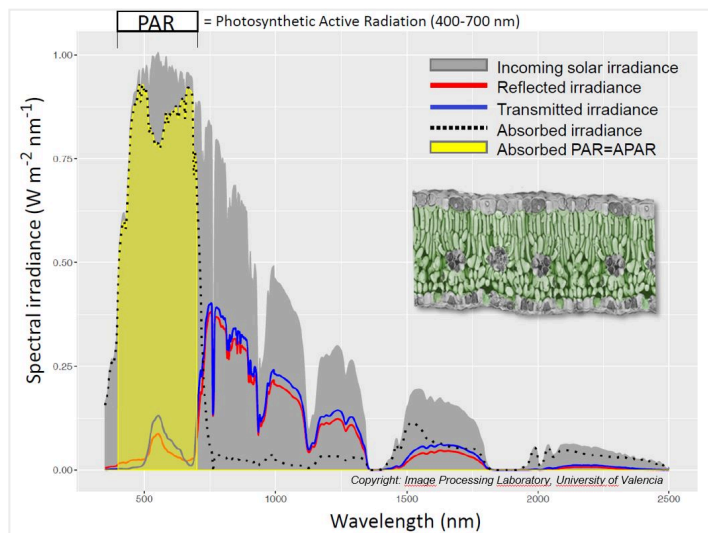 PAR = Photosynthetic Active Radiation (400-700 nm)
Incoming solar irradiance
Reflected irradiance
Transmitted irradiance
Absorbed irradiance
Absorbed PAR=APAR
Spectral irradiance (W m-2 nm-1)
1.00
0.75
0.50
0.25
0.00
Copyright: Image Processing Laboratory, University of Valencia
500
1000
1500
2000
2500
Wavelength (nm)